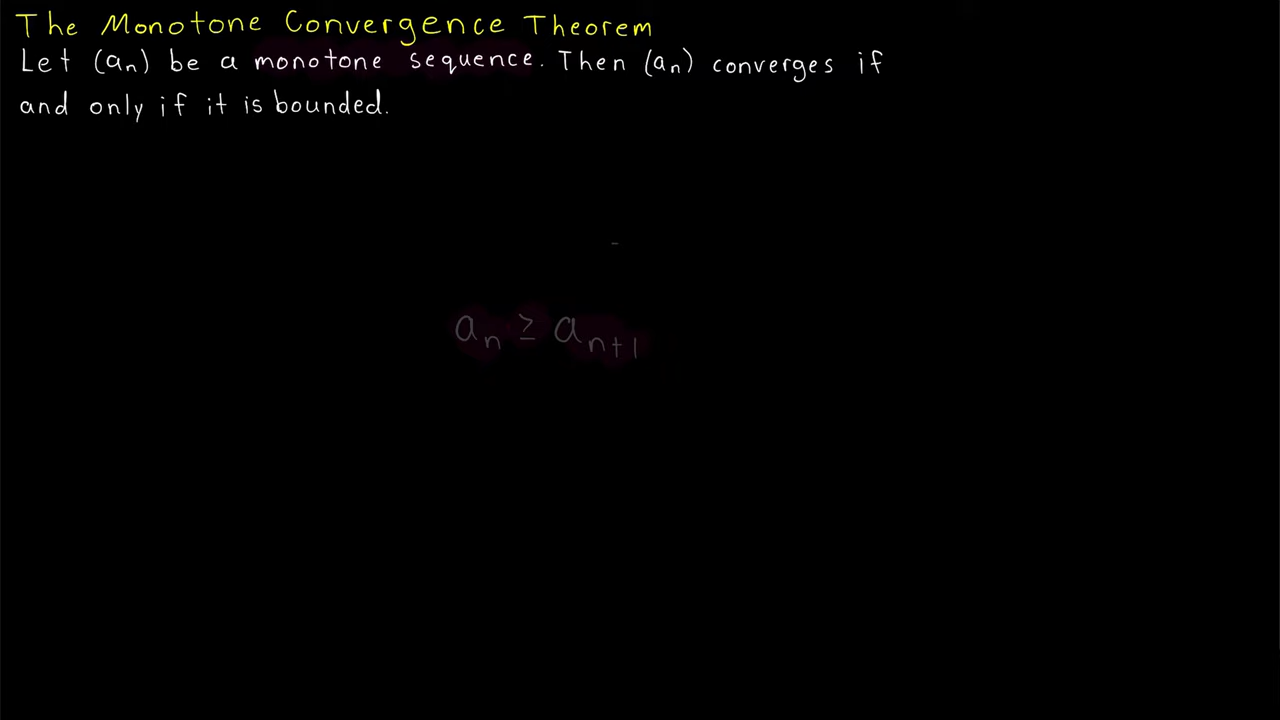 The Monotone Convergence Theorem
Let (aₙ) be a monotone sequence. Then (aₙ) converges if
and only if it is bounded.
aₙ ≥ aₙ₊₁